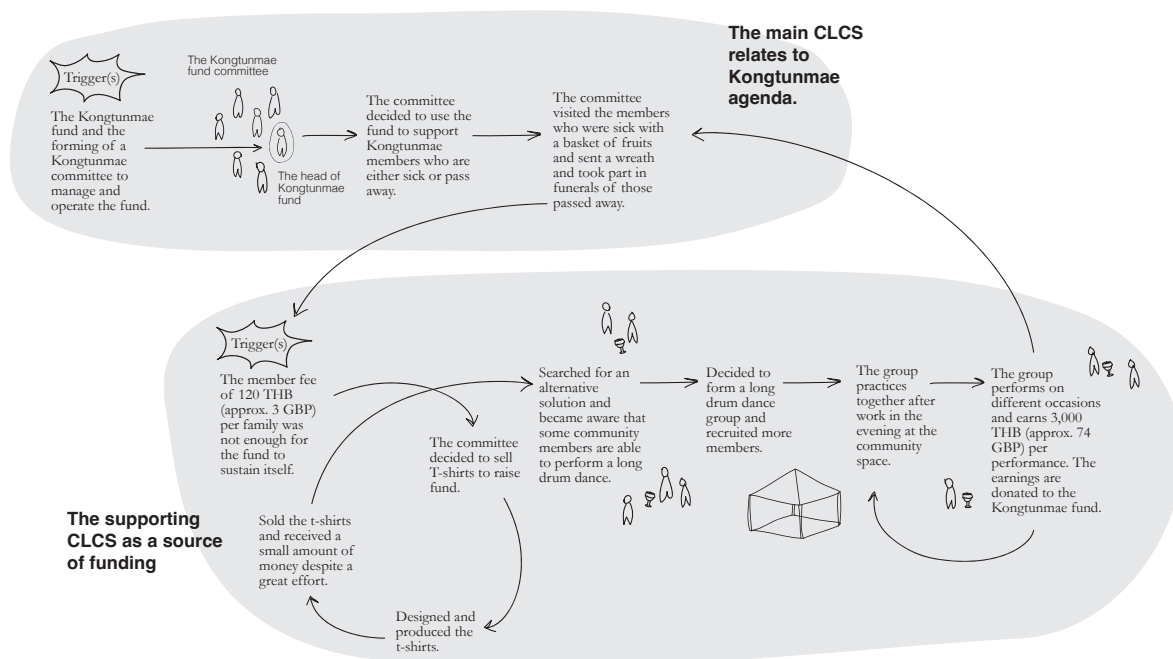 The main CLCS
relates to
Kongtunmae
agenda.
Trigger(s)
The Kongtunmae
fund and the
forming of a
Kongtunmae
committee to
manage and
operate the fund.
The Kongtunmae
fund committee
The head of
Kongtunmae
fund
The committee
decided to use the
fund to support
Kongtunmae
members who are
either sick or pass
away.
The committee
visited the members
who were sick with
a basket of fruits
and sent a wreath
and took part in
funerals of those
passed away.
Trigger(s)
The member fee
of 120 THB
(approx. 3 GBP)
per family was
not enough for
the fund to
sustain itself.
The committee
decided to sell
T-shirts to raise
fund.
Designed and
produced the
t-shirts.
Sold the t-shirts
and received a
small amount of
money despite a
great effort.
The supporting
CLCS as a source
of funding
Searched for an
alternative
solution and
became aware that
some community
members are able
to perform a long
drum dance.
Decided to
form a long
drum dance
group and
recruited more
members.
The group
practices
together after
work in the
evening at the
community
space.
The group
performs on
different occasions
and earns 3,000
THB (approx. 74
GBP) per
performance. The
earnings are
donated to the
Kongtunmae fund.